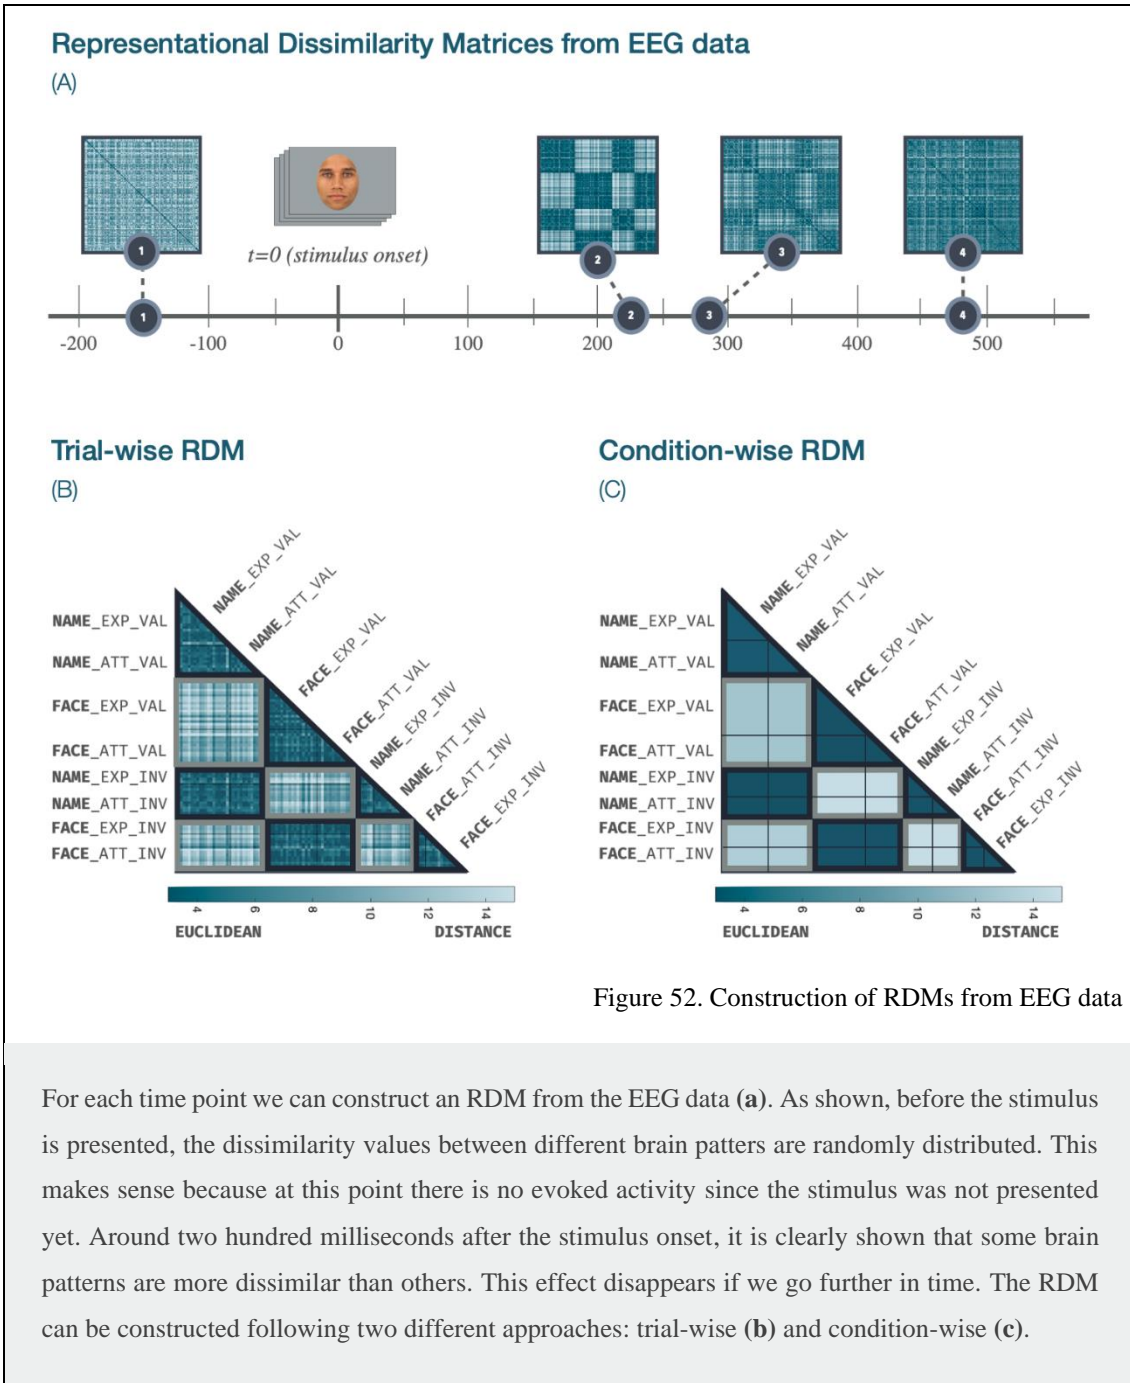 Representational Dissimilarity Matrices from EEG data
(A)
1
t=0 (stimulus onset)
2
3
4
1
2
3
4
-200
-100
0
100
200
300
400
500
Trial-wise RDM
(B)
NAME_EXP_VAL
NAME_ATT_VAL
FACE_EXP_VAL
FACE_ATT_VAL
NAME_EXP_INV
NAME_ATT_INV
FACE_ATT_INV
FACE_EXP_INV
NAME_EXP_VAL
NAME_ATT_VAL
FACE_EXP_VAL
FACE_ATT_VAL
NAME_EXP_INV
NAME_ATT_INV
FACE_EXP_INV
FACE_ATT_INV
4 6 8 10 12 14
EUCLIDEAN DISTANCE
Condition-wise RDM
(C)
NAME_EXP_VAL
NAME_ATT_VAL
FACE_EXP_VAL
FACE_ATT_VAL
NAME_EXP_INV
NAME_ATT_INV
FACE_ATT_INV
FACE_EXP_INV
NAME_EXP_VAL
NAME_ATT_VAL
FACE_EXP_VAL
FACE_ATT_VAL
NAME_EXP_INV
NAME_ATT_INV
FACE_EXP_INV
FACE_ATT_INV
4 6 8 10 12 14
EUCLIDEAN DISTANCE
Figure 52. Construction of RDMs from EEG data
For each time point we can construct an RDM from the EEG data (a). As shown, before the stimulus
is presented, the dissimilarity values between different brain patters are randomly distributed. This
makes sense because at this point there is no evoked activity since the stimulus was not presented
yet. Around two hundred milliseconds after the stimulus onset, it is clearly shown that some brain
patterns are more dissimilar than others. This effect disappears if we go further in time. The RDM
can be constructed following two different approaches: trial-wise (b) and condition-wise (c).